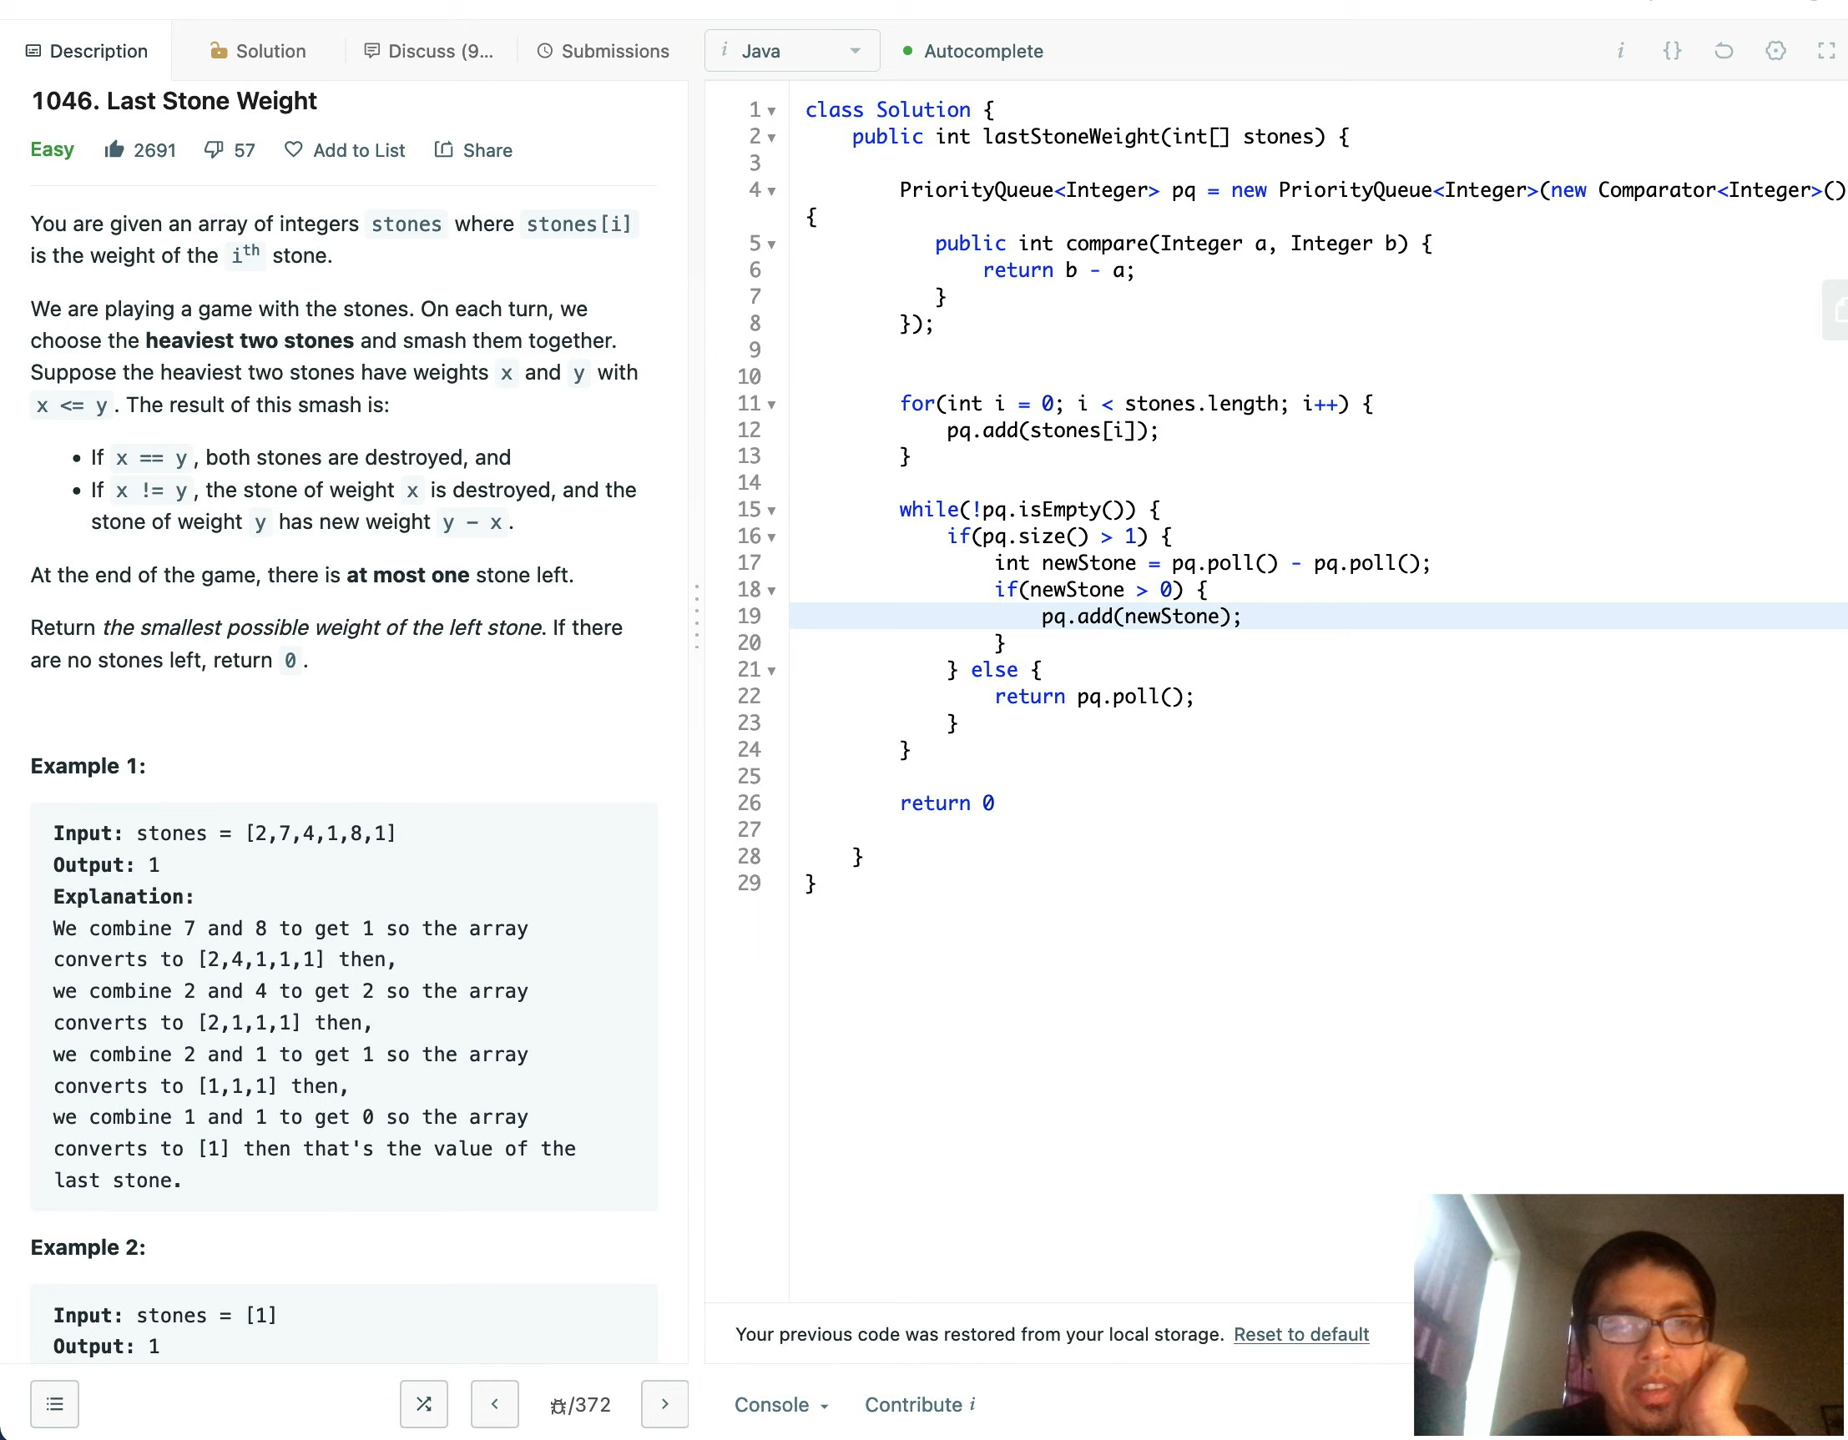 Description
Solution
Discuss (9...
Submissions
i Java
Autocomplete
1046. Last Stone Weight
Easy 2691 57 Add to List Share
You are given an array of integers stones where stones[i]
is the weight of the ith stone.
We are playing a game with the stones. On each turn, we
choose the heaviest two stones and smash them together.
Suppose the heaviest two stones have weights x and y with
x <= y. The result of this smash is:
• If x == y, both stones are destroyed, and
• If x != y, the stone of weight x is destroyed, and the
stone of weight y has new weight y - x.
At the end of the game, there is at most one stone left.
Return the smallest possible weight of the left stone. If there
are no stones left, return 0.
Example 1:
Input: stones = [2,7,4,1,8,1]
Output: 1
Explanation:
We combine 7 and 8 to get 1 so the array
converts to [2,4,1,1,1] then,
we combine 2 and 4 to get 2 so the array
converts to [2,1,1,1] then,
we combine 2 and 1 to get 1 so the array
converts to [1,1,1] then,
we combine 1 and 1 to get 0 so the array
converts to [1] then that's the value of the
last stone.
Example 2:
Input: stones = [1]
Output: 1
/372
i {}
1 class Solution {
2 public int lastStoneWeight(int[] stones) {
3
4 PriorityQueue<Integer> pq = new PriorityQueue<Integer>(new Comparator<Integer>()
{
5 public int compare(Integer a, Integer b) {
6 return b - a;
7 }
8 });
9
10
11 for(int i = 0; i < stones.length; i++) {
12 pq.add(stones[i]);
13 }
14
15 while(!pq.isEmpty()) {
16 if(pq.size() > 1) {
17 int newStone = pq.poll() - pq.poll();
18 if(newStone > 0) {
19 pq.add(newStone);
20 }
21 } else {
22 return pq.poll();
23 }
24 }
25
26 return 0
27
28 }
29 }
Your previous code was restored from your local storage. Reset to default
Console
Contribute i